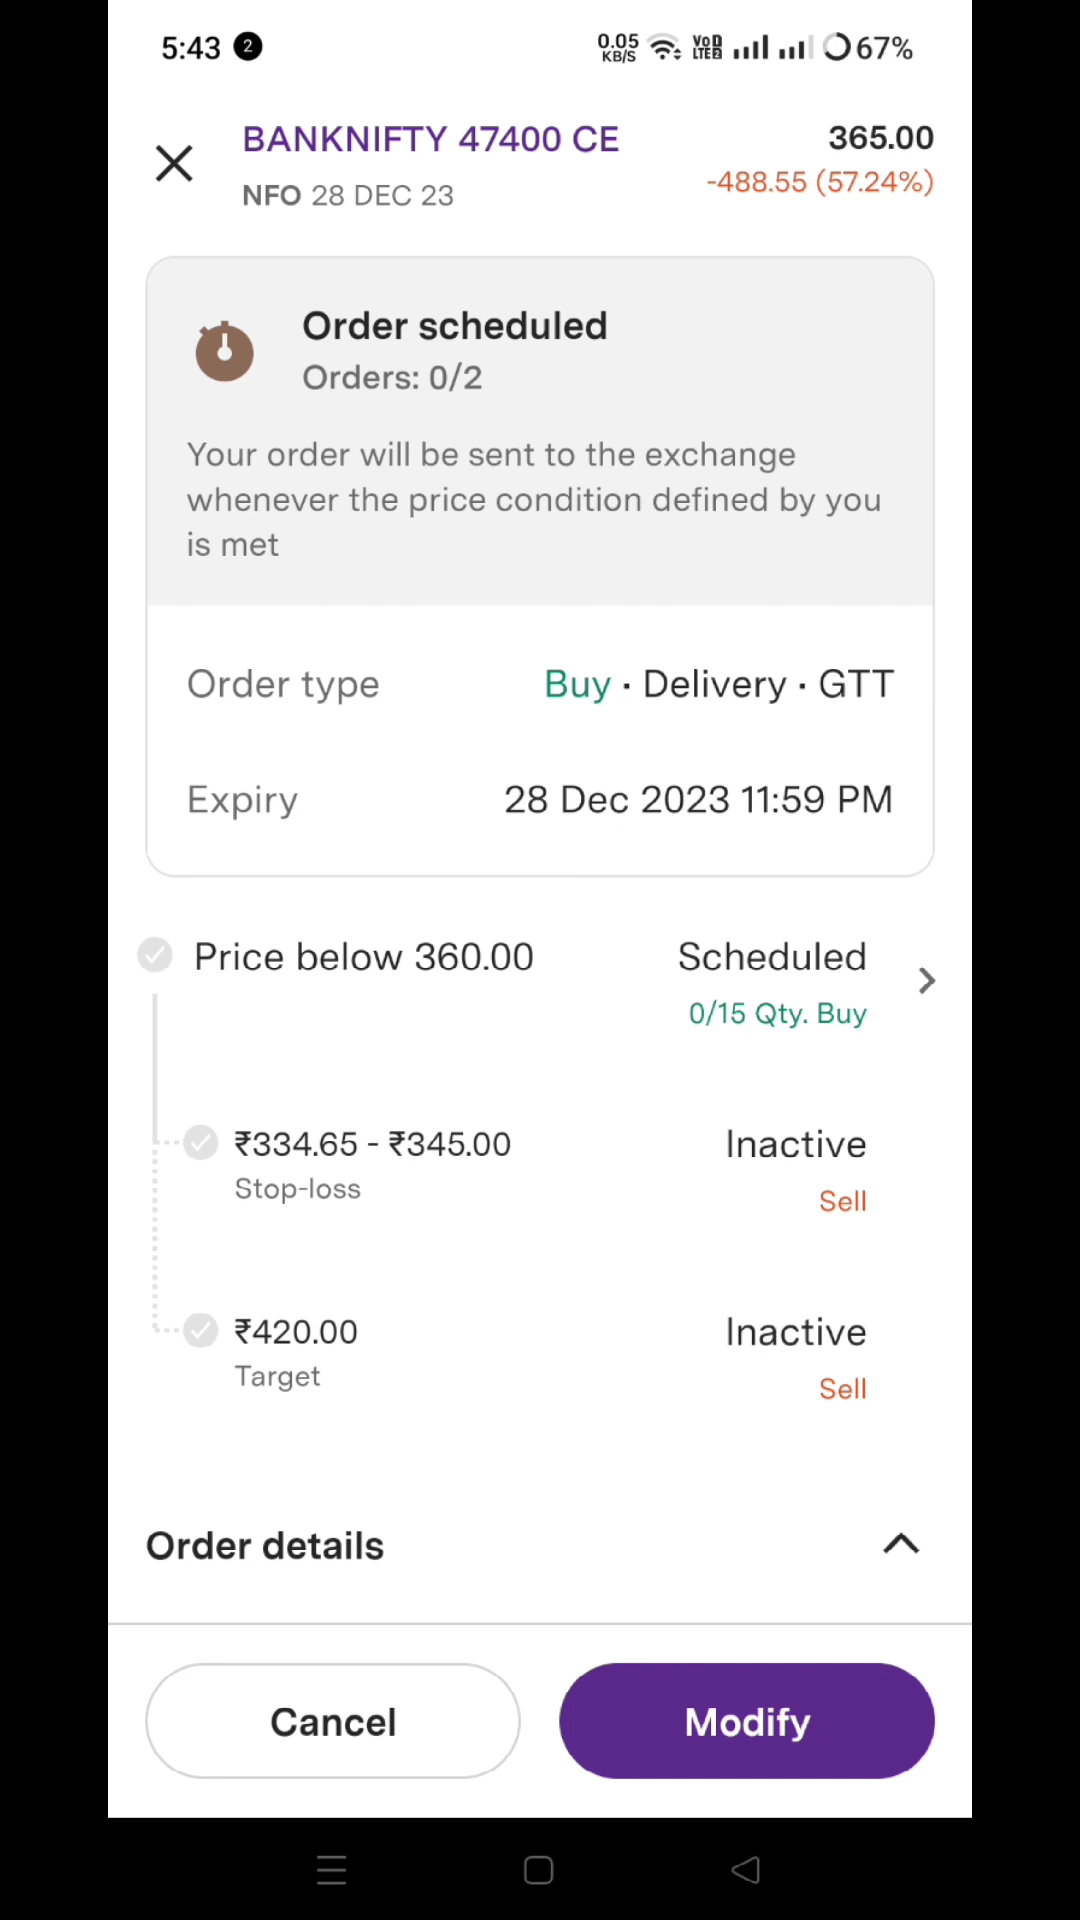 5:43 2 0.05 KB/S VoD LTE2 67%
BANKNIFTY 47400 CE 365.00
NFO 28 DEC 23 -488.55 (57.24%)
Order scheduled
Orders: 0/2
Your order will be sent to the exchange
whenever the price condition defined by you
is met
Order type Buy · Delivery · GTT
Expiry 28 Dec 2023 11:59 PM
Price below 360.00 Scheduled
0/15 Qty. Buy
₹334.65 - ₹345.00 Inactive
Stop-loss Sell
₹420.00 Inactive
Target Sell
Order details
Cancel Modify